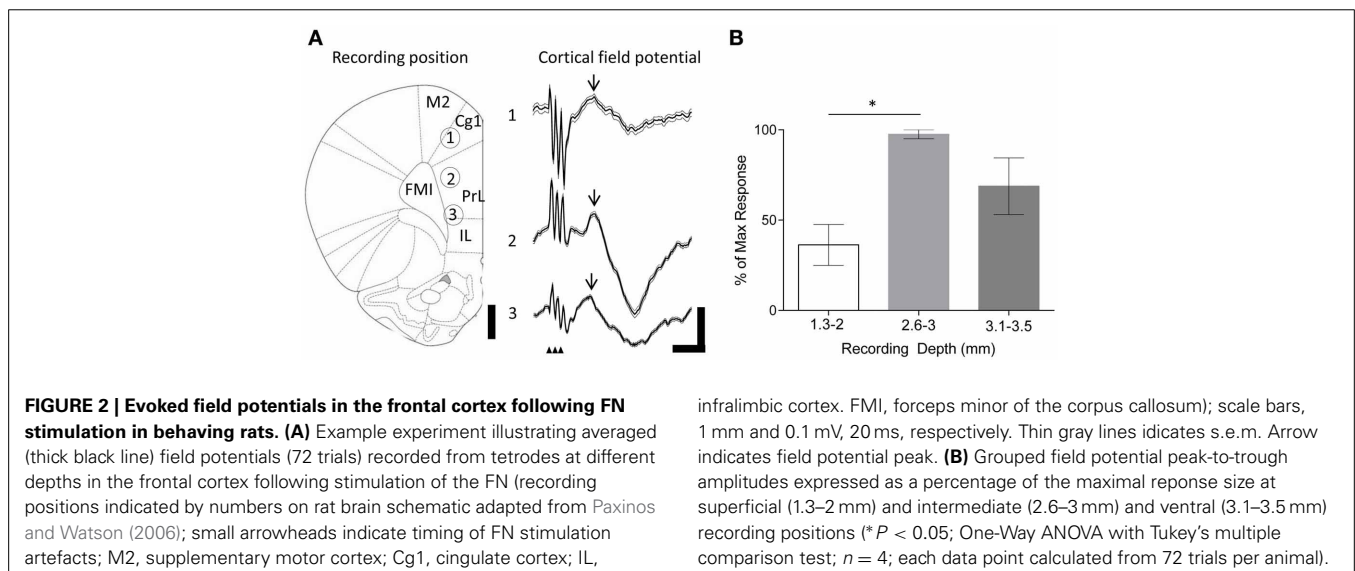 A
Recording position
Cortical field potential
M2
Cg1
1
2
FMI
PrL
3
IL
1
2
3
B
*
% of Max Response
100
50
0
1.3-2
2.6-3
3.1-3.5
Recording Depth (mm)
FIGURE 2 | Evoked field potentials in the frontal cortex following FN
stimulation in behaving rats. (A) Example experiment illustrating averaged
(thick black line) field potentials (72 trials) recorded from tetrodes at different
depths in the frontal cortex following stimulation of the FN (recording
positions indicated by numbers on rat brain schematic adapted from Paxinos
and Watson (2006); small arrowheads indicate timing of FN stimulation
artefacts; M2, supplementary motor cortex; Cg1, cingulate cortex; IL,
infralimbic cortex. FMI, forceps minor of the corpus callosum); scale bars,
1 mm and 0.1 mV, 20 ms, respectively. Thin gray lines idicates s.e.m. Arrow
indicates field potential peak. (B) Grouped field potential peak-to-trough
amplitudes expressed as a percentage of the maximal reponse size at
superficial (1.3–2 mm) and intermediate (2.6–3 mm) and ventral (3.1–3.5 mm)
recording positions (*P < 0.05; One-Way ANOVA with Tukey's multiple
comparison test; n = 4; each data point calculated from 72 trials per animal).